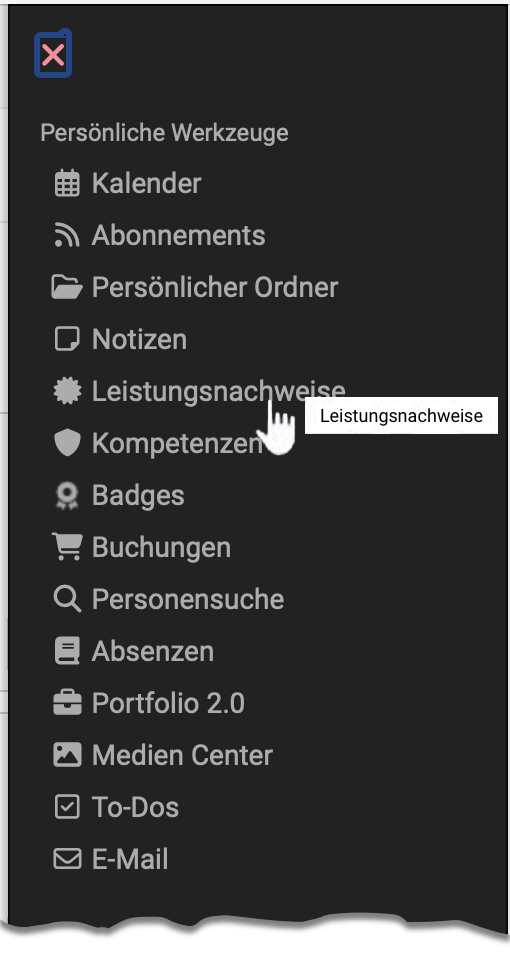 Persönliche Werkzeuge
Kalender
Abonnements
Persönlicher Ordner
Notizen
Leistungsnachweise
Leistungsnachweise
Kompetenzen
Badges
Buchungen
Personensuche
Absenzen
Portfolio 2.0
Medien Center
To-Dos
E-Mail